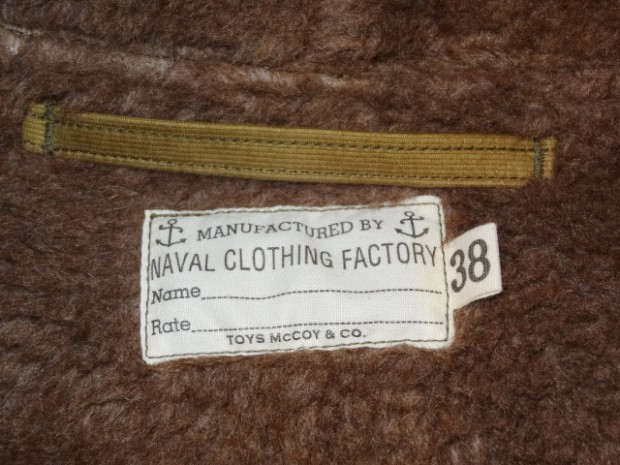 MANUFACTURED BY
NAVAL CLOTHING FACTORY
Name
Rate
TOYS McCOY & CO.
38